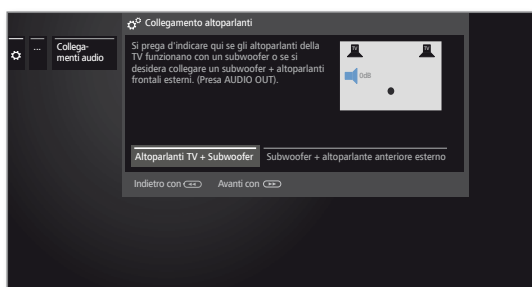 Collegamento altoparlanti
...
Collega-
menti audio
Si prega d'indicare qui se gli altoparlanti della
TV funzionano con un subwoofer o se si
desidera collegare un subwoofer + altoparlanti
frontali esterni. (Presa AUDIO OUT).
TV
TV
0dB
Altoparlanti TV + Subwoofer
Subwoofer + altoparlante anteriore esterno
Indietro con
Avanti con